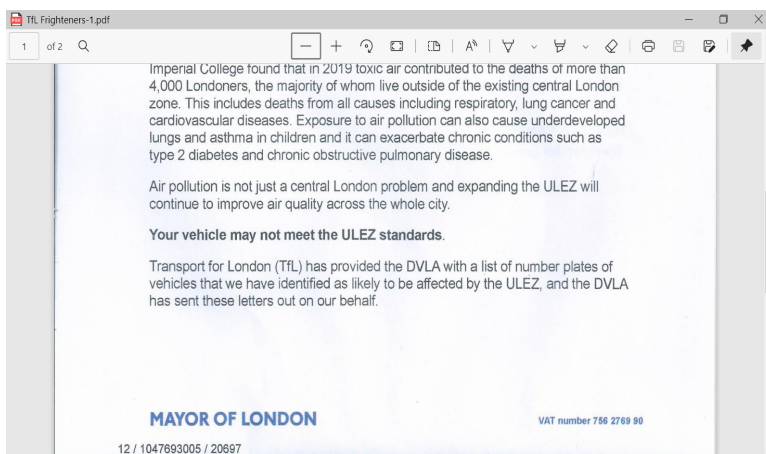 TfL Frighteners-1.pdf
1 of 2
Imperial College found that in 2019 toxic air contributed to the deaths of more than
4,000 Londoners, the majority of whom live outside of the existing central London
zone. This includes deaths from all causes including respiratory, lung cancer and
cardiovascular diseases. Exposure to air pollution can also cause underdeveloped
lungs and asthma in children and it can exacerbate chronic conditions such as
type 2 diabetes and chronic obstructive pulmonary disease.
Air pollution is not just a central London problem and expanding the ULEZ will
continue to improve air quality across the whole city.
Your vehicle may not meet the ULEZ standards.
Transport for London (TfL) has provided the DVLA with a list of number plates of
vehicles that we have identified as likely to be affected by the ULEZ, and the DVLA
has sent these letters out on our behalf.
MAYOR OF LONDON
VAT number 756 2769 90
12 / 1047693005 / 20697